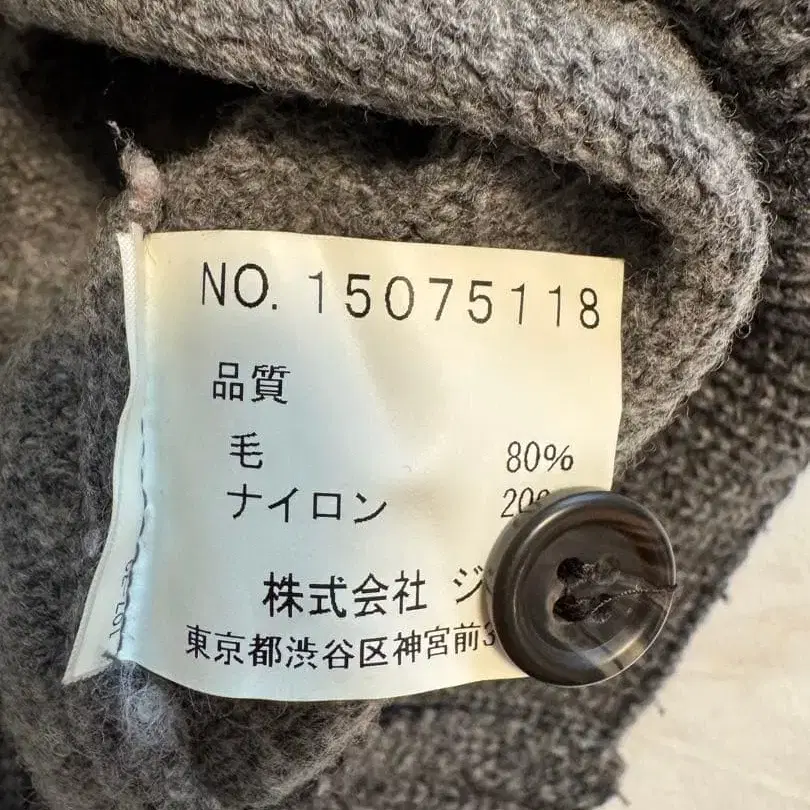 NO. 15075118
品質
毛 80%
ナイロン 20
株式会社 ジ
東京都渋谷区神宮前3